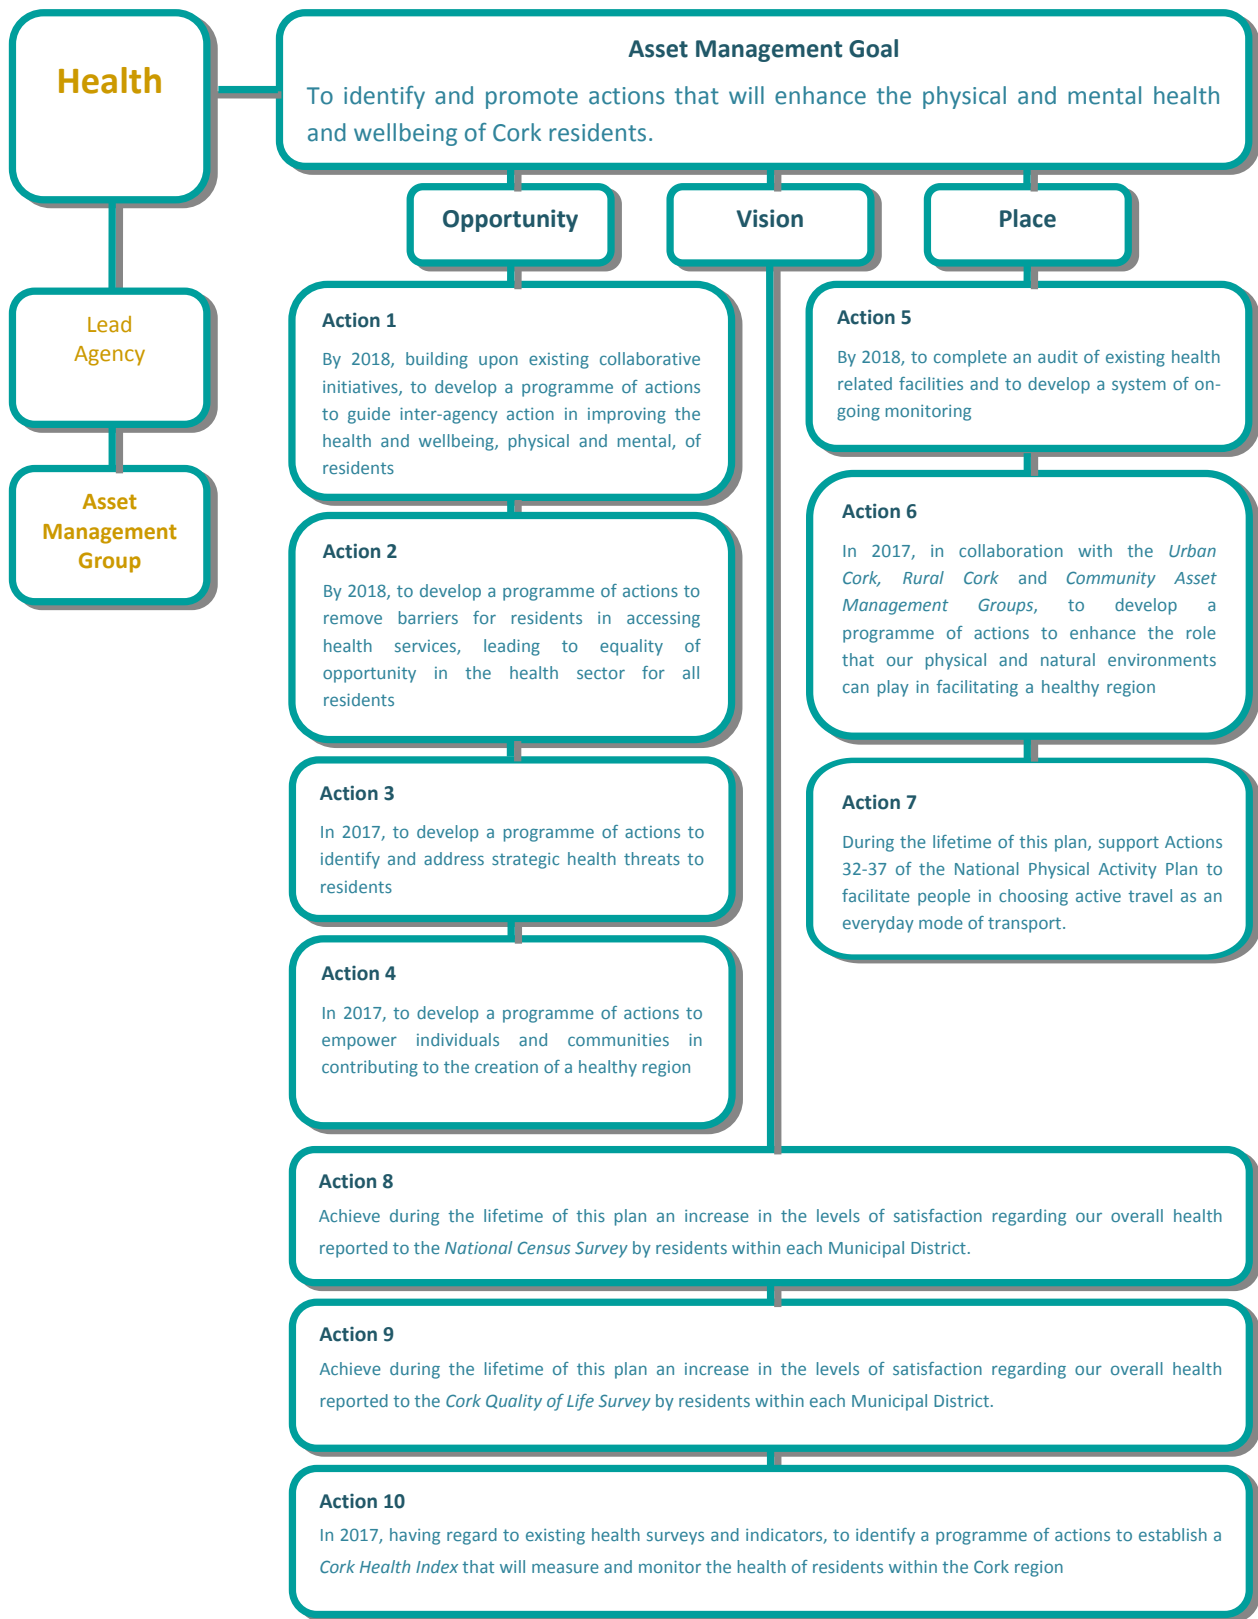 Health
Asset Management Goal
To identify and promote actions that will enhance the physical and mental health
and wellbeing of Cork residents.
Lead
Agency
Asset
Management
Group
Opportunity
Vision
Place
Action 1
By 2018, building upon existing collaborative
initiatives, to develop a programme of actions
to guide inter-agency action in improving the
health and wellbeing, physical and mental, of
residents
Action 2
By 2018, to develop a programme of actions to
remove barriers for residents in accessing
health services, leading to equality of
opportunity in the health sector for all
residents
Action 3
In 2017, to develop a programme of actions to
identify and address strategic health threats to
residents
Action 4
In 2017, to develop a programme of actions to
empower individuals and communities in
contributing to the creation of a healthy region
Action 5
By 2018, to complete an audit of existing health
related facilities and to develop a system of on-
going monitoring
Action 6
In 2017, in collaboration with the Urban
Cork, Rural Cork and Community Asset
Management Groups, to develop a
programme of actions to enhance the role
that our physical and natural environments
can play in facilitating a healthy region
Action 7
During the lifetime of this plan, support Actions
32-37 of the National Physical Activity Plan to
facilitate people in choosing active travel as an
everyday mode of transport.
Action 8
Achieve during the lifetime of this plan an increase in the levels of satisfaction regarding our overall health
reported to the National Census Survey by residents within each Municipal District.
Action 9
Achieve during the lifetime of this plan an increase in the levels of satisfaction regarding our overall health
reported to the Cork Quality of Life Survey by residents within each Municipal District.
Action 10
In 2017, having regard to existing health surveys and indicators, to identify a programme of actions to establish a
Cork Health Index that will measure and monitor the health of residents within the Cork region